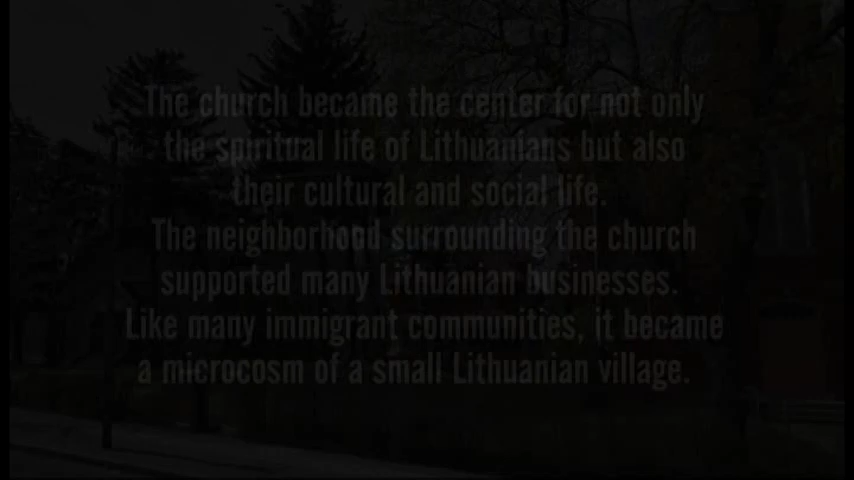 The church became the center for not only
the spiritual life of Lithuanians but also
their cultural and social life.
The neighborhood surrounding the church
supported many Lithuanian businesses.
Like many immigrant communities, it became
a microcosm of a small Lithuanian village.